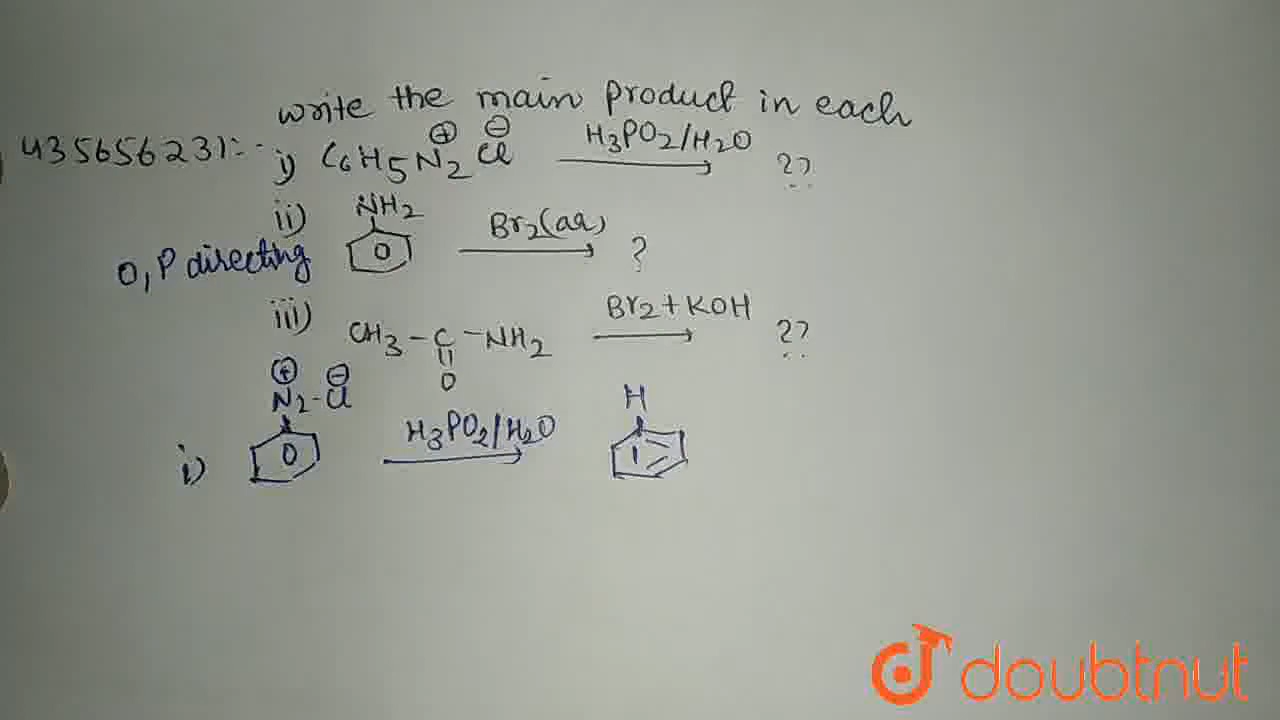 write the main product in each
43565623):-. i) C6H5N2⊕ Cl⊖ H3PO2/H2O ??
ii) NH2 Br2(aq) ?
O, P directing
iii) CH3-C-NH2 Br2+KOH ??
O
⊕ ⊖
N2-Cl H
i) H3PO2/H2O
doubtnut